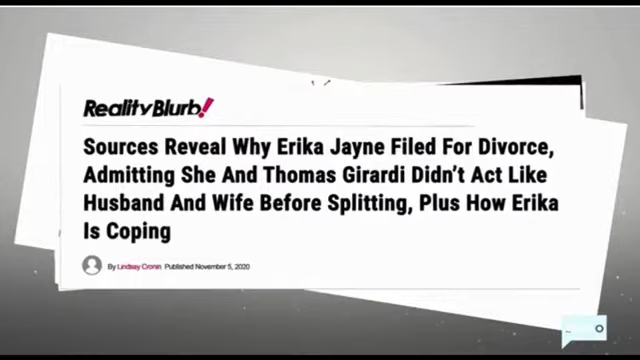 RealityBlurb!
Sources Reveal Why Erika Jayne Filed For Divorce,
Admitting She And Thomas Girardi Didn't Act Like
Husband And Wife Before Splitting, Plus How Erika
Is Coping
By Lindsay Cronin Published November 5, 2020